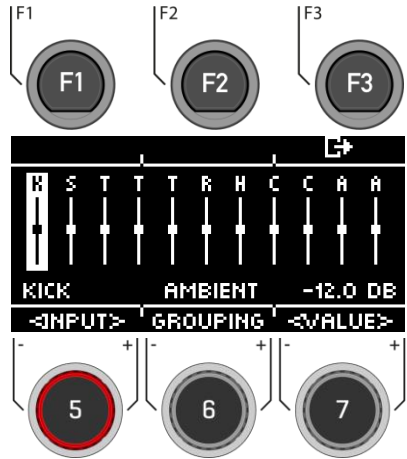 F1 F2 F3
F1 F2 F3
K S T T T R H C C A A
KICK AMBIENT -12.0 DB
<INPUT> GROUPING <VALUE>
- + - + - +
5 6 7